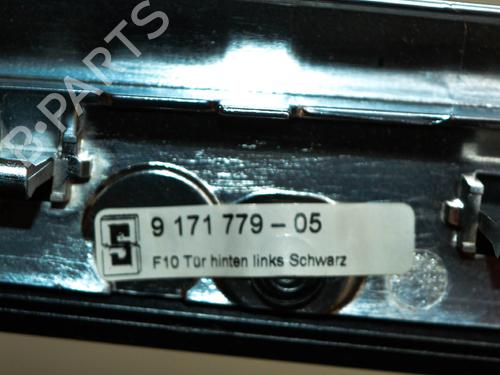 B-PARTS
S 9 171 779 - 05
F10 Tür hinten links Schwarz